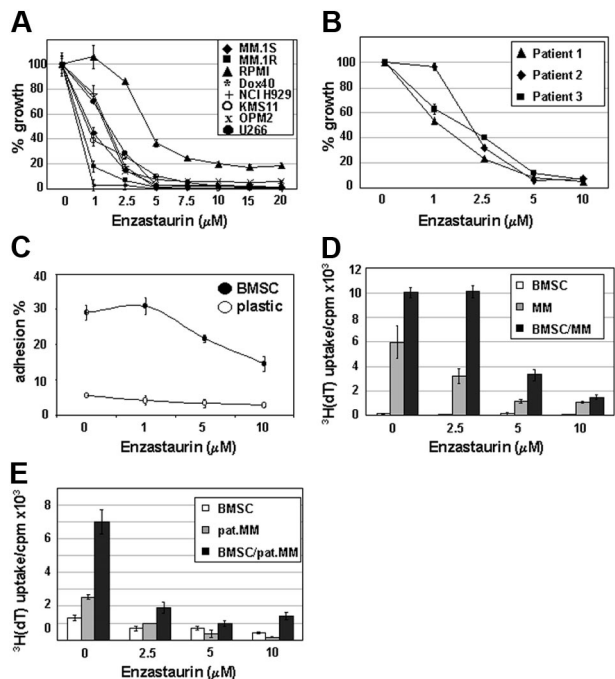 A
% growth
120
100
80
60
40
20
0
MM.1S
MM.1R
RPMI
Dox40
NCI H929
KMS11
OPM2
U266
0 1 2.5 5 7.5 10 15 20
Enzastaurin (µM)
B
% growth
120
100
80
60
40
20
0
Patient 1
Patient 2
Patient 3
0 1 2.5 5 10
Enzastaurin (µM)
C
adhesion %
40
30
20
10
0
BMSC
plastic
0 1 5 10
Enzastaurin (µM)
D
³H(dT) uptake/cpm x10³
12
10
8
6
4
2
0
BMSC
MM
BMSC/MM
0 2.5 5 10
Enzastaurin (µM)
E
³H(dT) uptake/cpm x10³
8
6
4
2
0
BMSC
pat.MM
BMSC/pat.MM
0 2.5 5 10
Enzastaurin (µM)